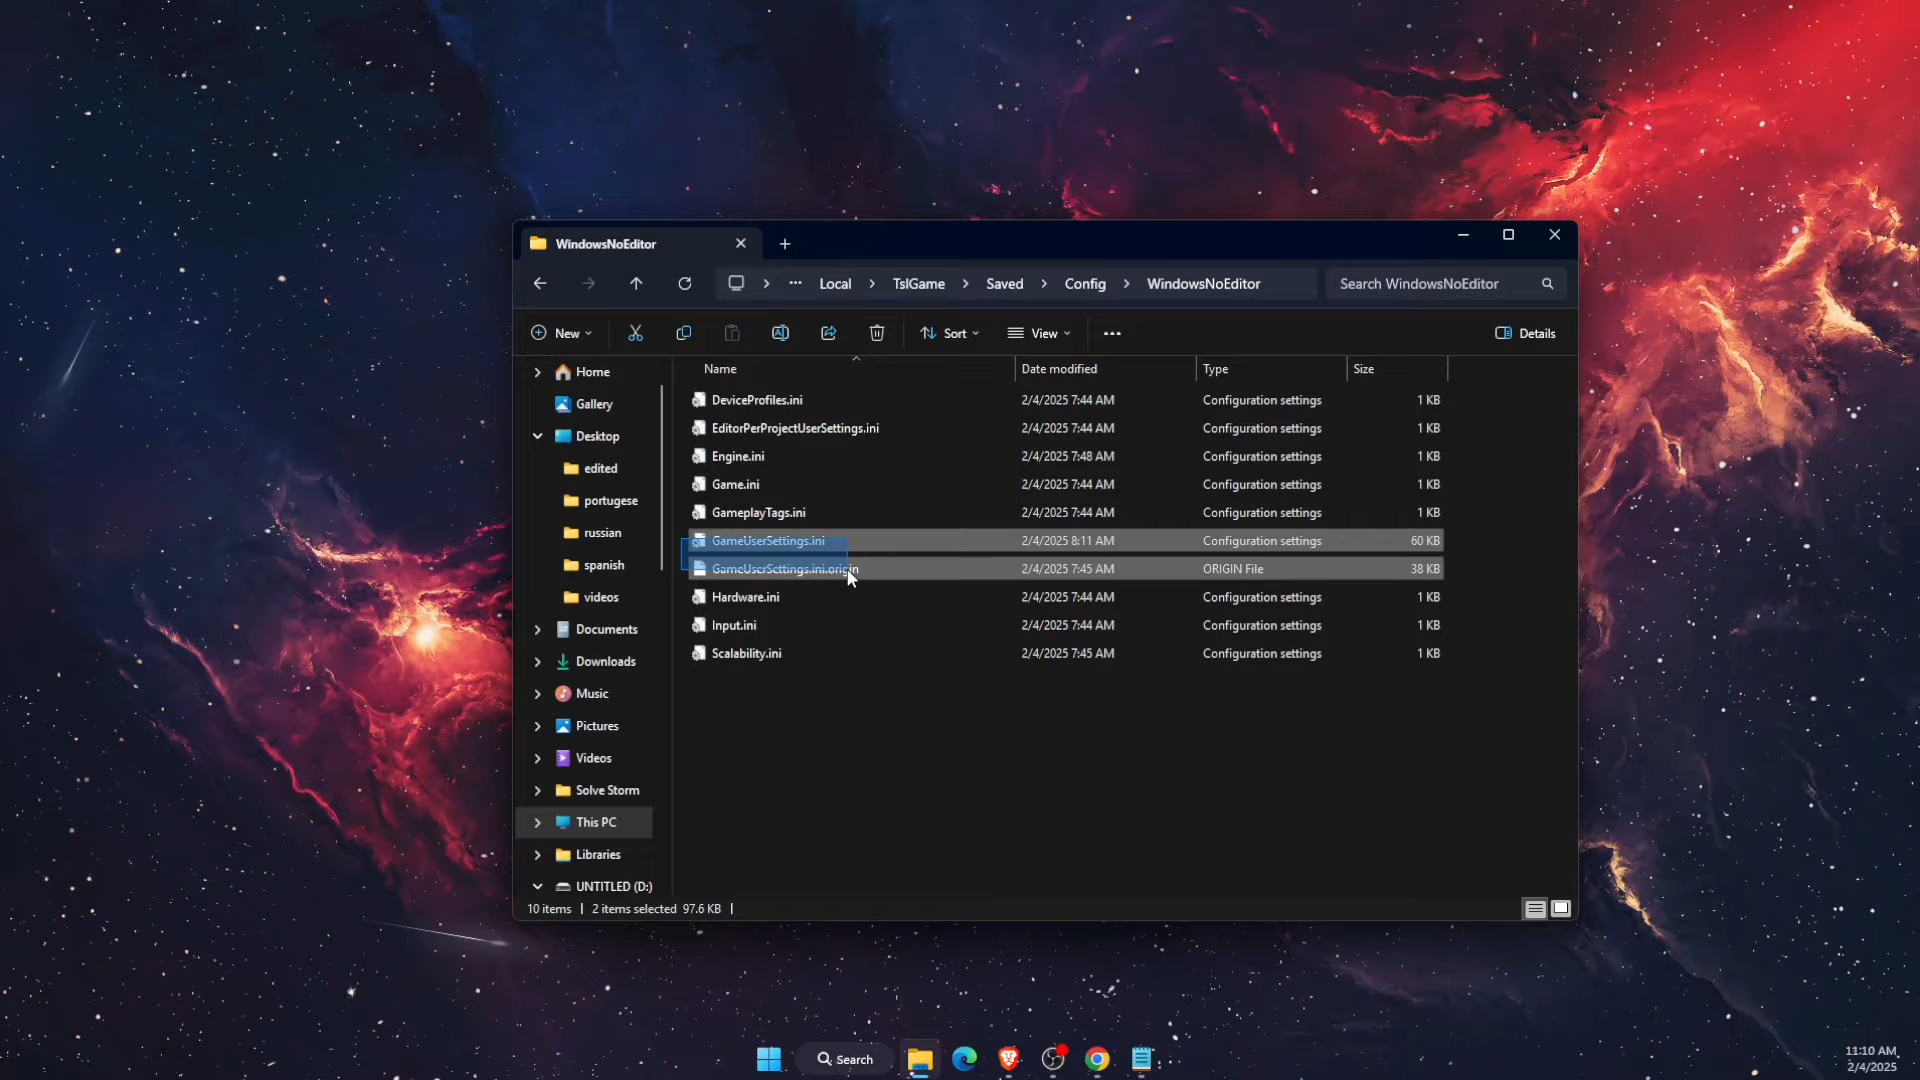 WindowsNoEditor
Local TslGame Saved Config WindowsNoEditor Search WindowsNoEditor
New Sort View Details
Name Date modified Type Size
DeviceProfiles.ini 2/4/2025 7:44 AM Configuration settings 1 KB
EditorPerProjectUserSettings.ini 2/4/2025 7:44 AM Configuration settings 1 KB
Engine.ini 2/4/2025 7:48 AM Configuration settings 1 KB
Game.ini 2/4/2025 7:44 AM Configuration settings 1 KB
GameplayTags.ini 2/4/2025 7:44 AM Configuration settings 1 KB
GameUserSettings.ini 2/4/2025 8:11 AM Configuration settings 60 KB
GameUserSettings.ini.origin 2/4/2025 7:45 AM ORIGIN File 38 KB
Hardware.ini 2/4/2025 7:44 AM Configuration settings 1 KB
Input.ini 2/4/2025 7:44 AM Configuration settings 1 KB
Scalability.ini 2/4/2025 7:45 AM Configuration settings 1 KB
Home
Gallery
Desktop
edited
portugese
russian
spanish
videos
Documents
Downloads
Music
Pictures
Videos
Solve Storm
This PC
Libraries
UNTITLED (D:)
10 items 2 items selected 97.6 KB
Search
11:10 AM
2/4/2025